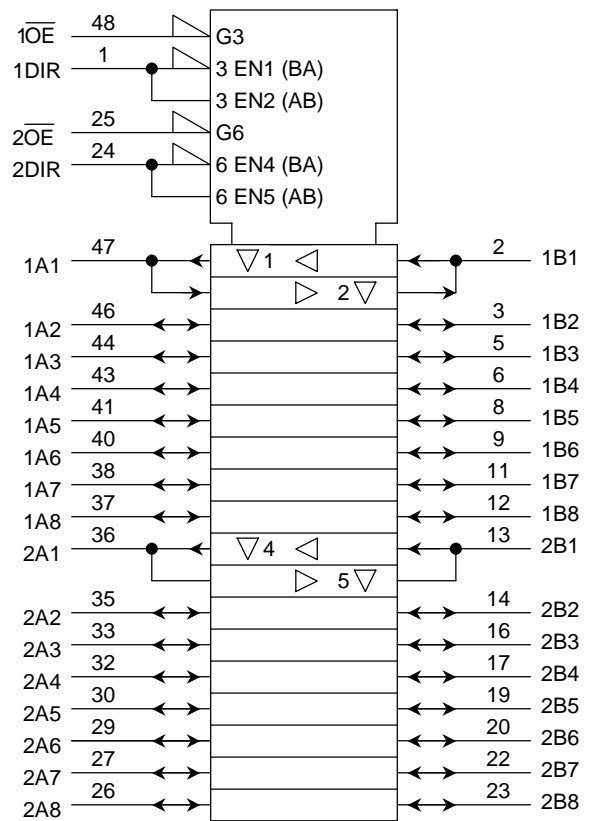 1O̅E̅ 48 G3
1DIR 1 3 EN1 (BA)
3 EN2 (AB)
2O̅E̅ 25 G6
2DIR 24 6 EN4 (BA)
6 EN5 (AB)
1A1 47 ▽ 1 ◁ 2 1B1
▷ 2 ▽
1A2 46 3 1B2
1A3 44 5 1B3
1A4 43 6 1B4
1A5 41 8 1B5
1A6 40 9 1B6
1A7 38 11 1B7
1A8 37 12 1B8
2A1 36 ▽ 4 ◁ 13 2B1
▷ 5 ▽
2A2 35 14 2B2
2A3 33 16 2B3
2A4 32 17 2B4
2A5 30 19 2B5
2A6 29 20 2B6
2A7 27 22 2B7
2A8 26 23 2B8